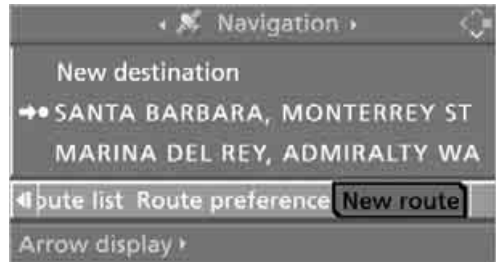 Navigation
New destination
SANTA BARBARA, MONTERREY ST
MARINA DEL REY, ADMIRALTY WA
oute list Route preference New route
Arrow display